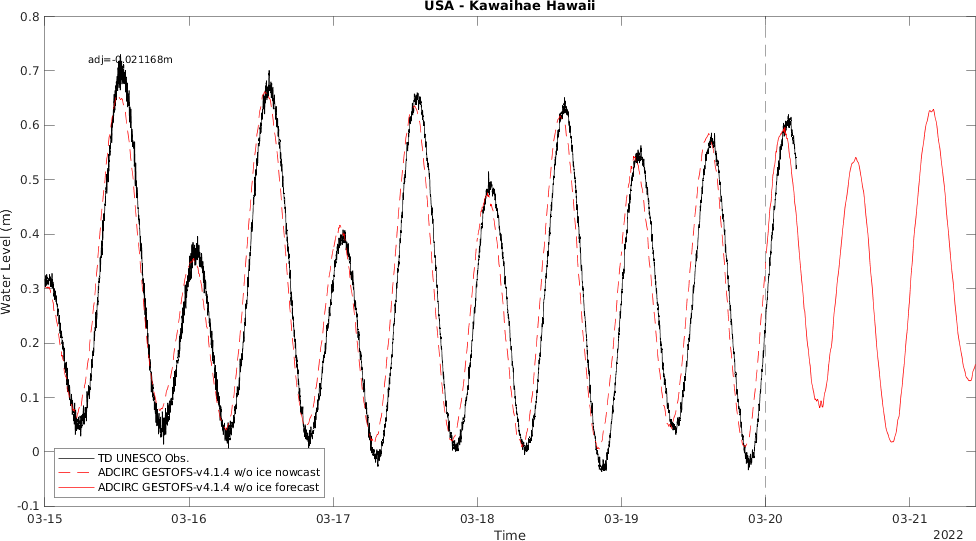 USA - Kawaihae Hawaii
0.8
adj=-0.021168m
0.7
0.6
0.5
0.4
0.3
0.2
0.1
0
-0.1
Water Level (m)
TD UNESCO Obs.
ADCIRC GESTOFS-v4.1.4 w/o ice nowcast
ADCIRC GESTOFS-v4.1.4 w/o ice forecast
03-15 03-16 03-17 03-18 03-19 03-20 03-21
Time
2022